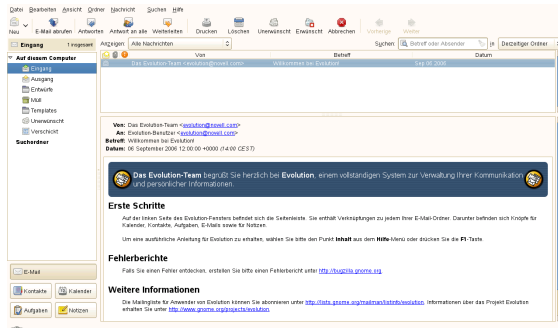 Datei Bearbeiten Ansicht Ordner Nachricht Suchen Hilfe
Neu E-Mail abrufen Antworten Antwort an alle Weiterleiten Drucken Löschen Unerwünscht Erwünscht Abbrechen Vorherige Weiter
Eingang 1 insgesamt Anzeigen: Alle Nachrichten Suchen: Betreff oder Absender in Derzeitiger Ordner
Auf diesem Computer
Eingang
Ausgang
Entwürfe
Müll
Templates
Unerwünscht
Verschickt
Suchordner
Von Betreff Datum
Das Evolution-Team <evolution@novell.com> Willkommen bei Evolution! Sep 06 2006
Von: Das Evolution-Team <evolution@novell.com>
An: Evolution-Benutzer <evolution@novell.com>
Betreff: Willkommen bei Evolution!
Datum: 06 September 2006 12:00:00 +0000 (14:00 CEST)
Das Evolution-Team begrüßt Sie herzlich bei Evolution, einem vollständigen System zur Verwaltung Ihrer Kommunikation
und persönlicher Informationen.
Erste Schritte
Auf der linken Seite des Evolution-Fensters befindet sich die Seitenleiste. Sie enthält Verknüpfungen zu jedem Ihrer E-Mail-Ordner. Darunter befinden sich Knöpfe für
Kalender, Kontakte, Aufgaben, E-Mails sowie für Notizen.
Um eine ausführliche Anleitung für Evolution zu erhalten, wählen Sie bitte den Punkt Inhalt aus dem Hilfe-Menü oder drücken Sie die F1-Taste.
Fehlerberichte
Falls Sie einen Fehler entdecken, erstellen Sie bitte einen Fehlerbericht unter http://bugzilla.gnome.org.
Weitere Informationen
Die Mailingliste für Anwender von Evolution können Sie abonnieren unter http://lists.gnome.org/mailman/listinfo/evolution. Informationen über das Projekt Evolution
erhalten Sie unter http://www.gnome.org/projects/evolution.
E-Mail
Kontakte Kalender
Aufgaben Notizen